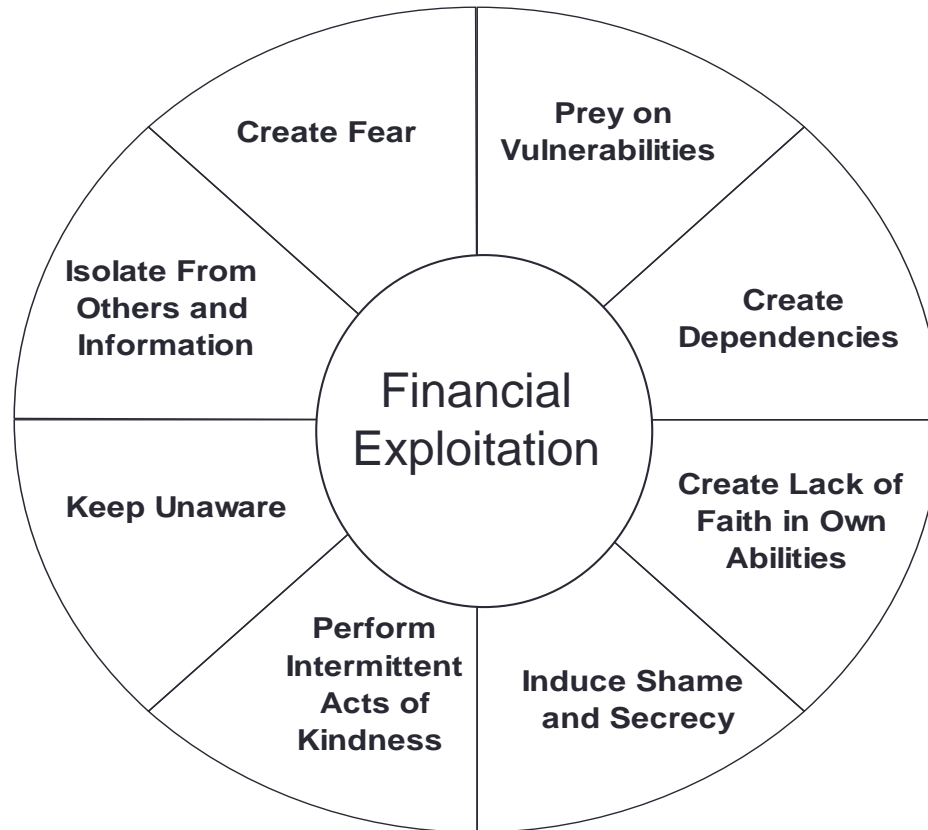 Create Fear
Prey on
Vulnerabilities
Isolate From
Others and
Information
Create
Dependencies
Financial
Exploitation
Keep Unaware
Create Lack of
Faith in Own
Abilities
Perform
Intermittent
Acts of
Kindness
Induce Shame
and Secrecy